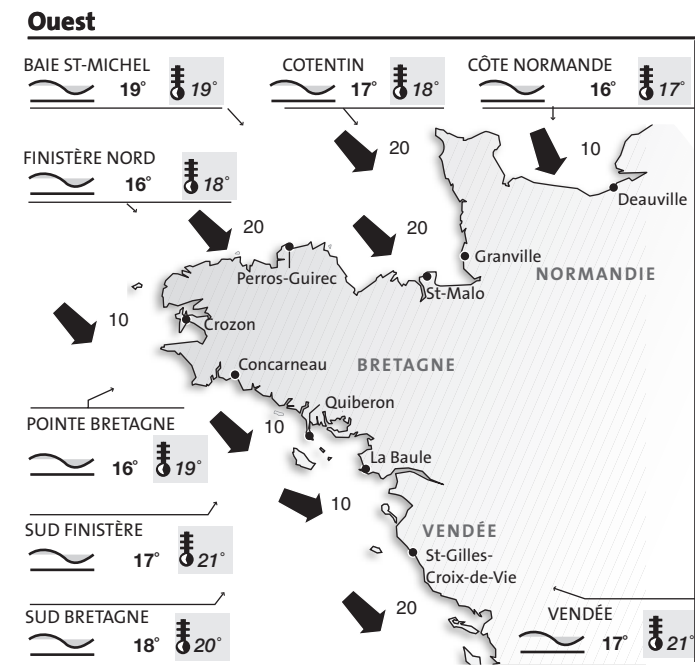 Ouest
BAIE ST-MICHEL
19° 19°
COTENTIN
17° 18°
CÔTE NORMANDE
16° 17°
FINISTÈRE NORD
16° 18°
20
10
Deauville
20
20
Granville
NORMANDIE
Perros-Guirec
St-Malo
10
Crozon
BRETAGNE
Concarneau
Quiberon
POINTE BRETAGNE
16° 19°
10
La Baule
10
SUD FINISTÈRE
17° 21°
VENDÉE
St-Gilles-
Croix-de-Vie
SUD BRETAGNE
18° 20°
20
VENDÉE
17° 21°